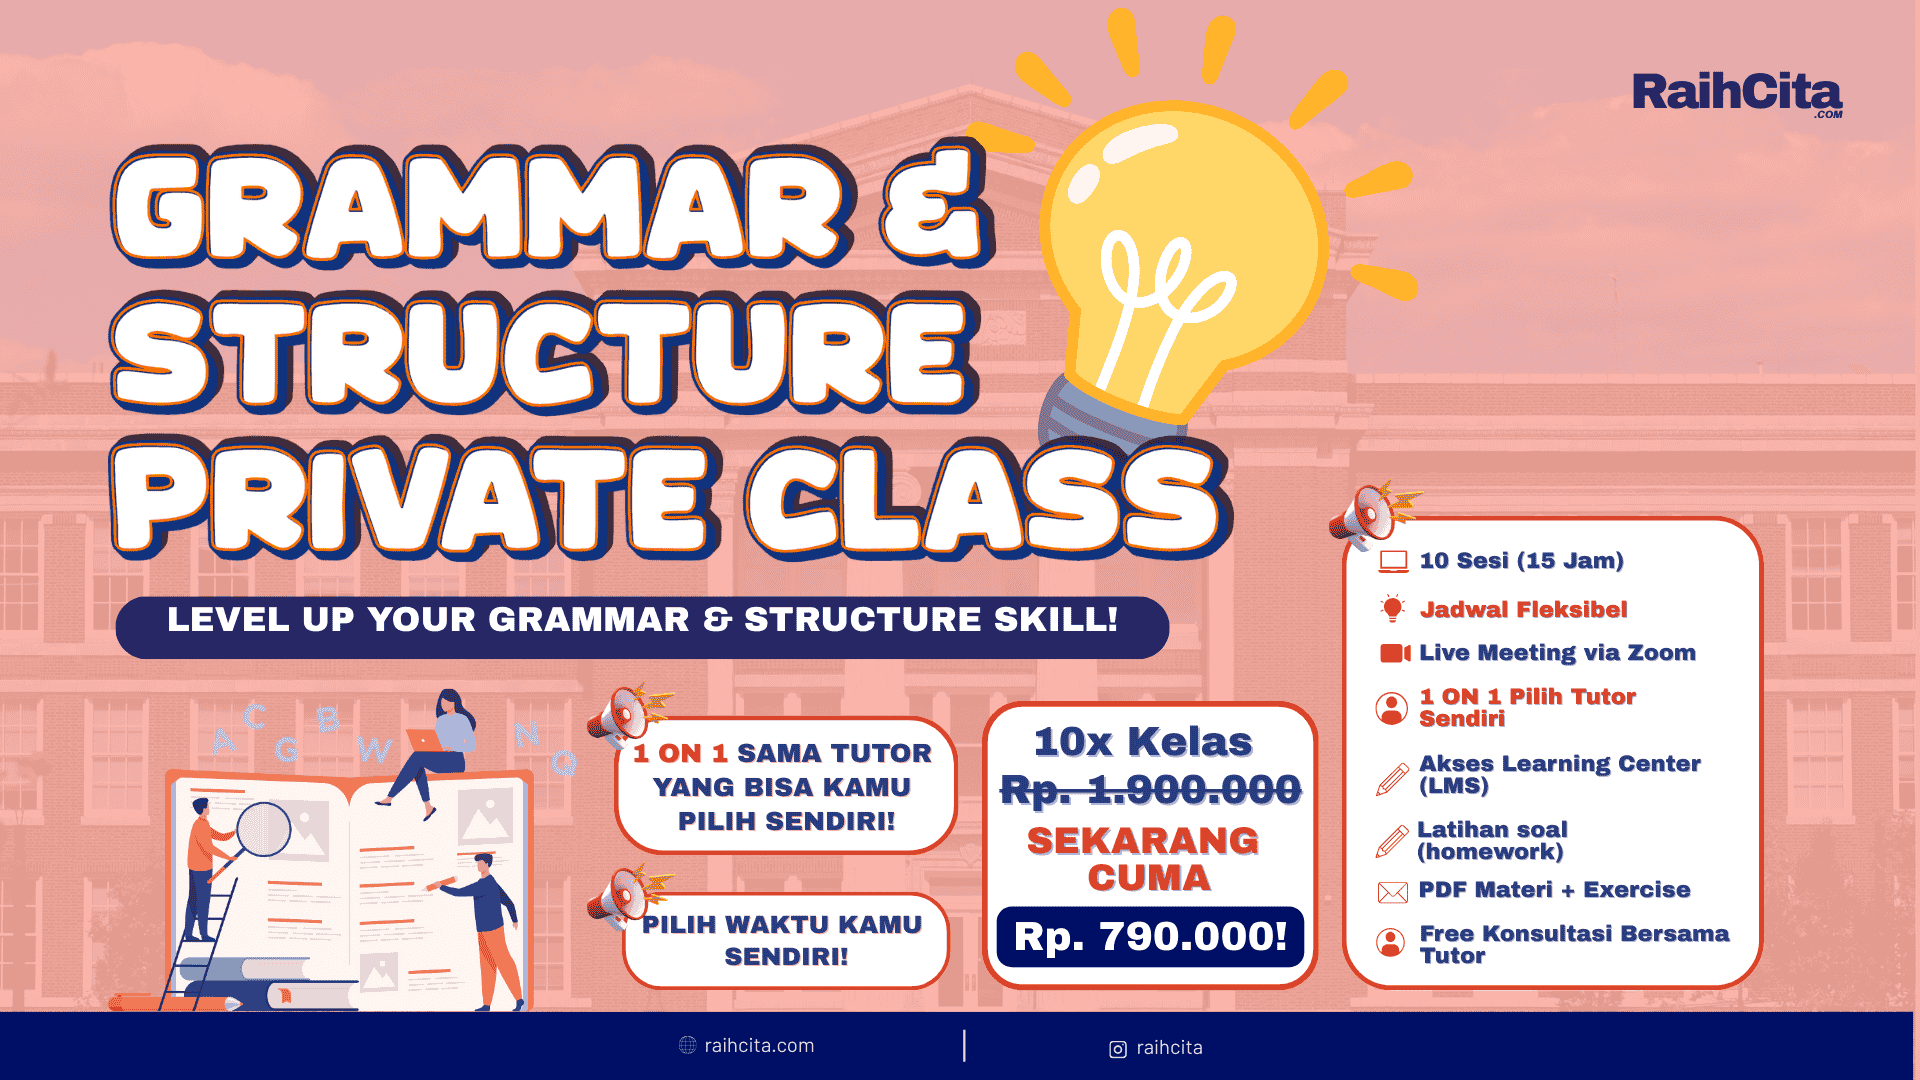 RaihCita
.COM
GRAMMAR &
STRUCTURE
PRIVATE CLASS
LEVEL UP YOUR GRAMMAR & STRUCTURE SKILL!
A C G B W N Q
1 ON 1 SAMA TUTOR
YANG BISA KAMU
PILIH SENDIRI!
PILIH WAKTU KAMU
SENDIRI!
10x Kelas
Rp. 1.900.000
SEKARANG
CUMA
Rp. 790.000!
10 Sesi (15 Jam)
Jadwal Fleksibel
Live Meeting via Zoom
1 ON 1 Pilih Tutor
Sendiri
Akses Learning Center
(LMS)
Latihan soal
(homework)
PDF Materi + Exercise
Free Konsultasi Bersama
Tutor
raihcita.com
raihcita